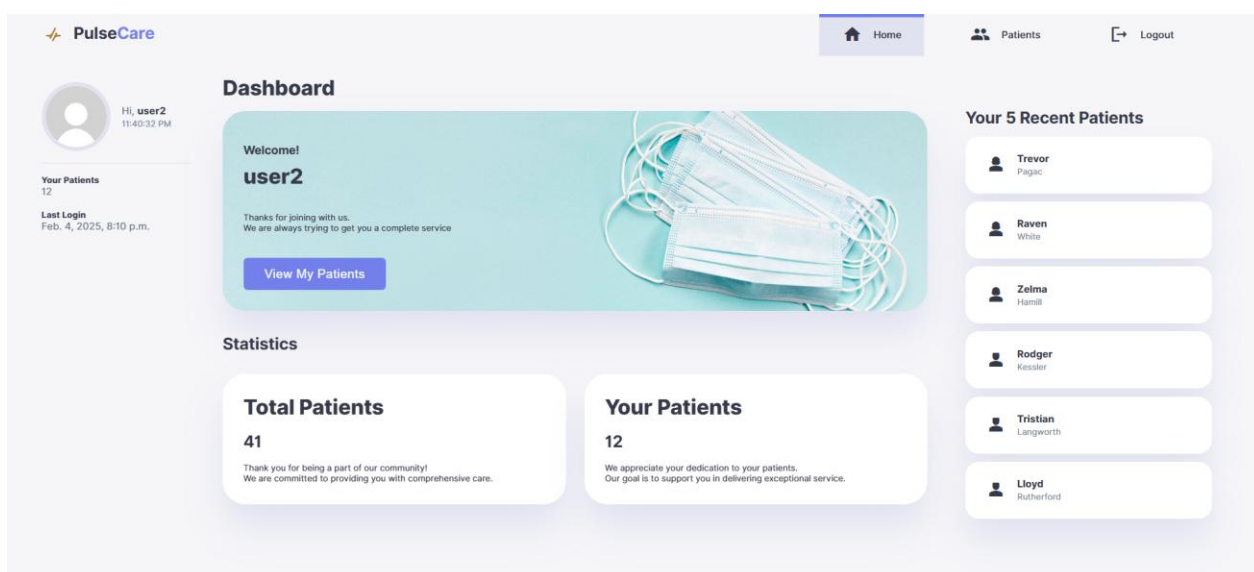 PulseCare
Home
Patients
Logout
Hi, user2
11:40:32 PM
Your Patients
12
Last Login
Feb. 4, 2025, 8:10 p.m.
Dashboard
Welcome!
user2
Thanks for joining with us.
We are always trying to get you a complete service
View My Patients
Statistics
Total Patients
41
Thank you for being a part of our community!
We are committed to providing you with comprehensive care.
Your Patients
12
We appreciate your dedication to your patients.
Our goal is to support you in delivering exceptional service.
Your 5 Recent Patients
Trevor
Pagac
Raven
White
Zelma
Hamill
Rodger
Kessler
Tristian
Langworth
Lloyd
Rutherford